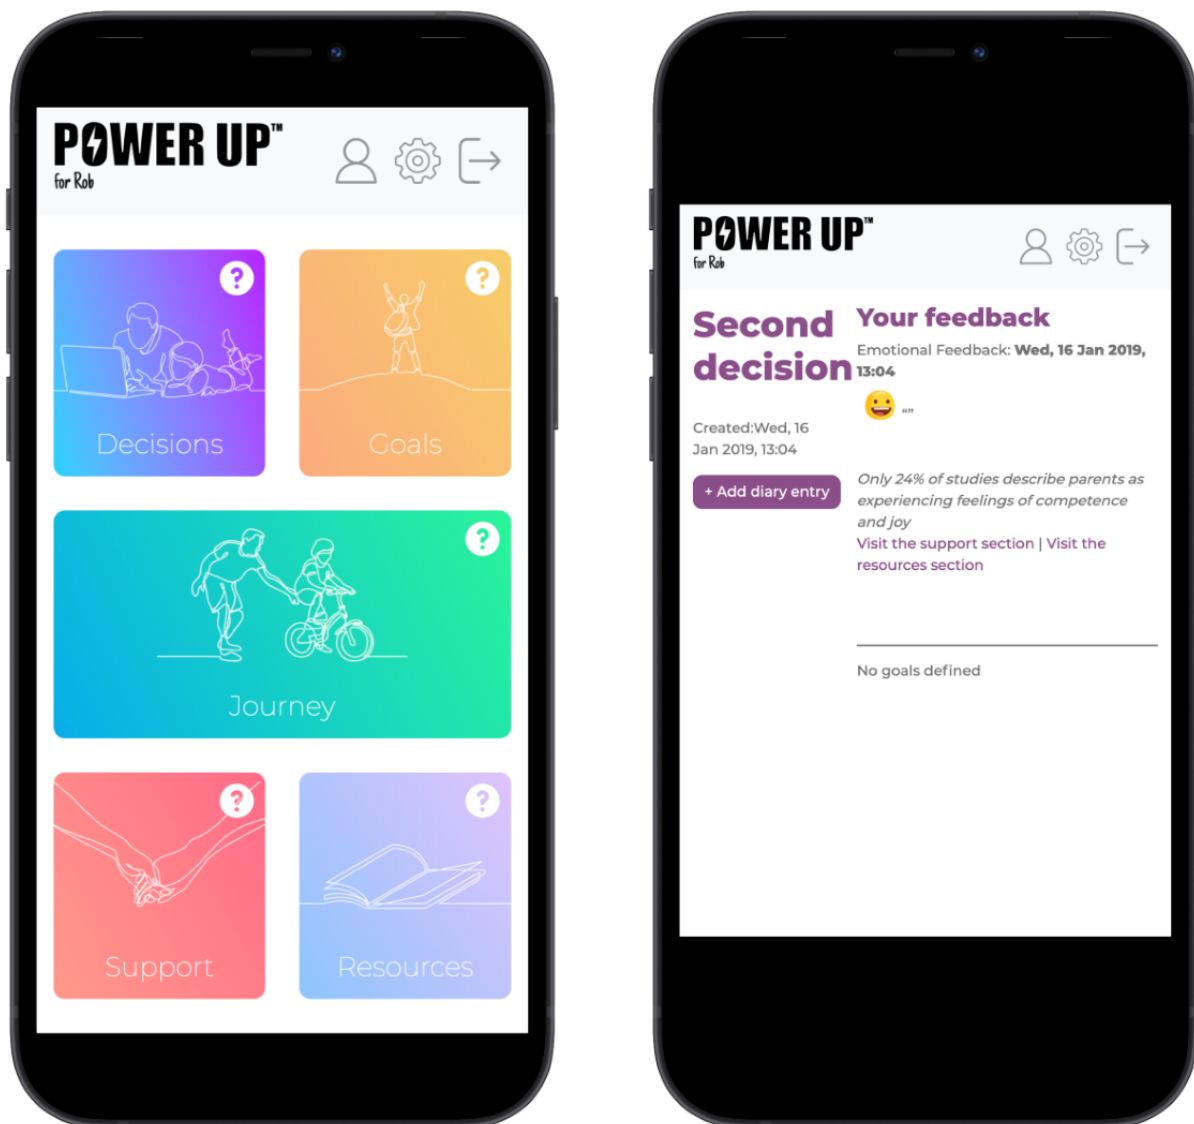 POWER UP™
for Rob
?
?
Decisions
Goals
?
Journey
?
?
Support
Resources
POWER UP™
for Rob
Second
decision
Created:Wed, 16
Jan 2019, 13:04
+ Add diary entry
Your feedback
Emotional Feedback: Wed, 16 Jan 2019,
13:04
“”
Only 24% of studies describe parents as
experiencing feelings of competence
and joy
Visit the support section | Visit the
resources section
No goals defined